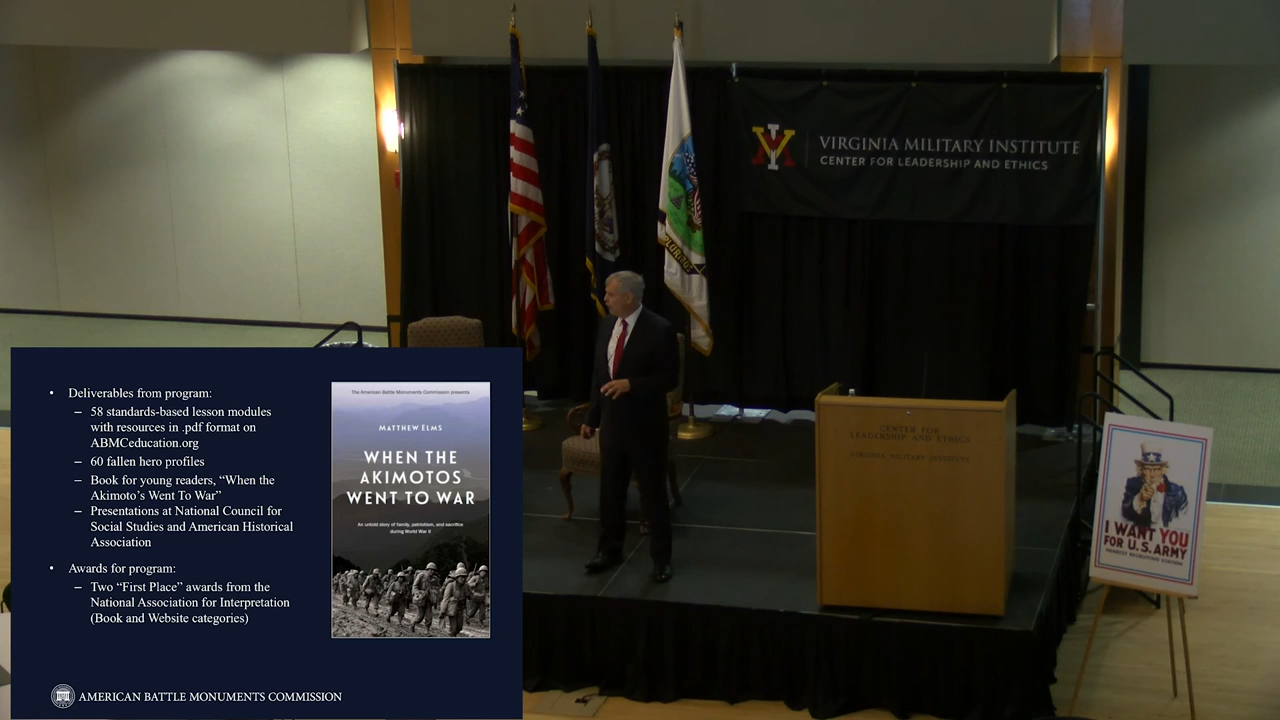 VIRGINIA MILITARY INSTITUTE
CENTER FOR LEADERSHIP AND ETHICS
• Deliverables from program:
– 58 standards-based lesson modules
with resources in .pdf format on
ABMCeducation.org
– 60 fallen hero profiles
– Book for young readers, “When the
Akimoto’s Went To War”
– Presentations at National Council for
Social Studies and American Historical
Association
• Awards for program:
– Two “First Place” awards from the
National Association for Interpretation
(Book and Website categories)
The American Battle Monuments Commission presents
MATTHEW ELMS
WHEN THE
AKIMOTOS
WENT TO WAR
An untold story of family, patriotism, and sacrifice
during World War II
AMERICAN BATTLE MONUMENTS COMMISSION
CENTER FOR
LEADERSHIP AND ETHICS
VIRGINIA MILITARY INSTITUTE
I WANT YOU
FOR U.S. ARMY
NEAREST RECRUITING STATION